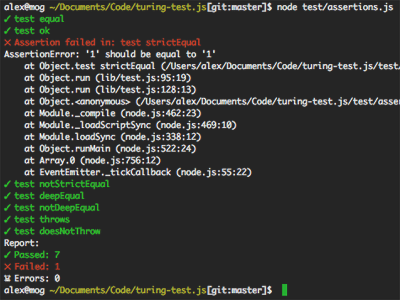 alex@mog ~/Documents/Code/turing-test.js[git:master]$ node test/assertions.js
✓ test equal
✓ test ok
✕ Assertion failed in: test strictEqual
AssertionError: '1' should be equal to '1'
    at Object.test strictEqual (/Users/alex/Documents/Code/turing-test.js/test/
    at Object.run (lib/test.js:95:19)
    at Object.run (lib/test.js:128:13)
    at Object.<anonymous> (/Users/alex/Documents/Code/turing-test.js/test/asser
    at Module._compile (node.js:462:23)
    at Module._loadScriptSync (node.js:469:10)
    at Module.loadSync (node.js:338:12)
    at Object.runMain (node.js:522:24)
    at Array.0 (node.js:756:12)
    at EventEmitter._tickCallback (node.js:55:22)
✓ test notStrictEqual
✓ test deepEqual
✓ test notDeepEqual
✓ test throws
✓ test doesNotThrow
Report:
✓ Passed: 7
✕ Failed: 1
☠ Errors: 0
alex@mog ~/Documents/Code/turing-test.js[git:master]$